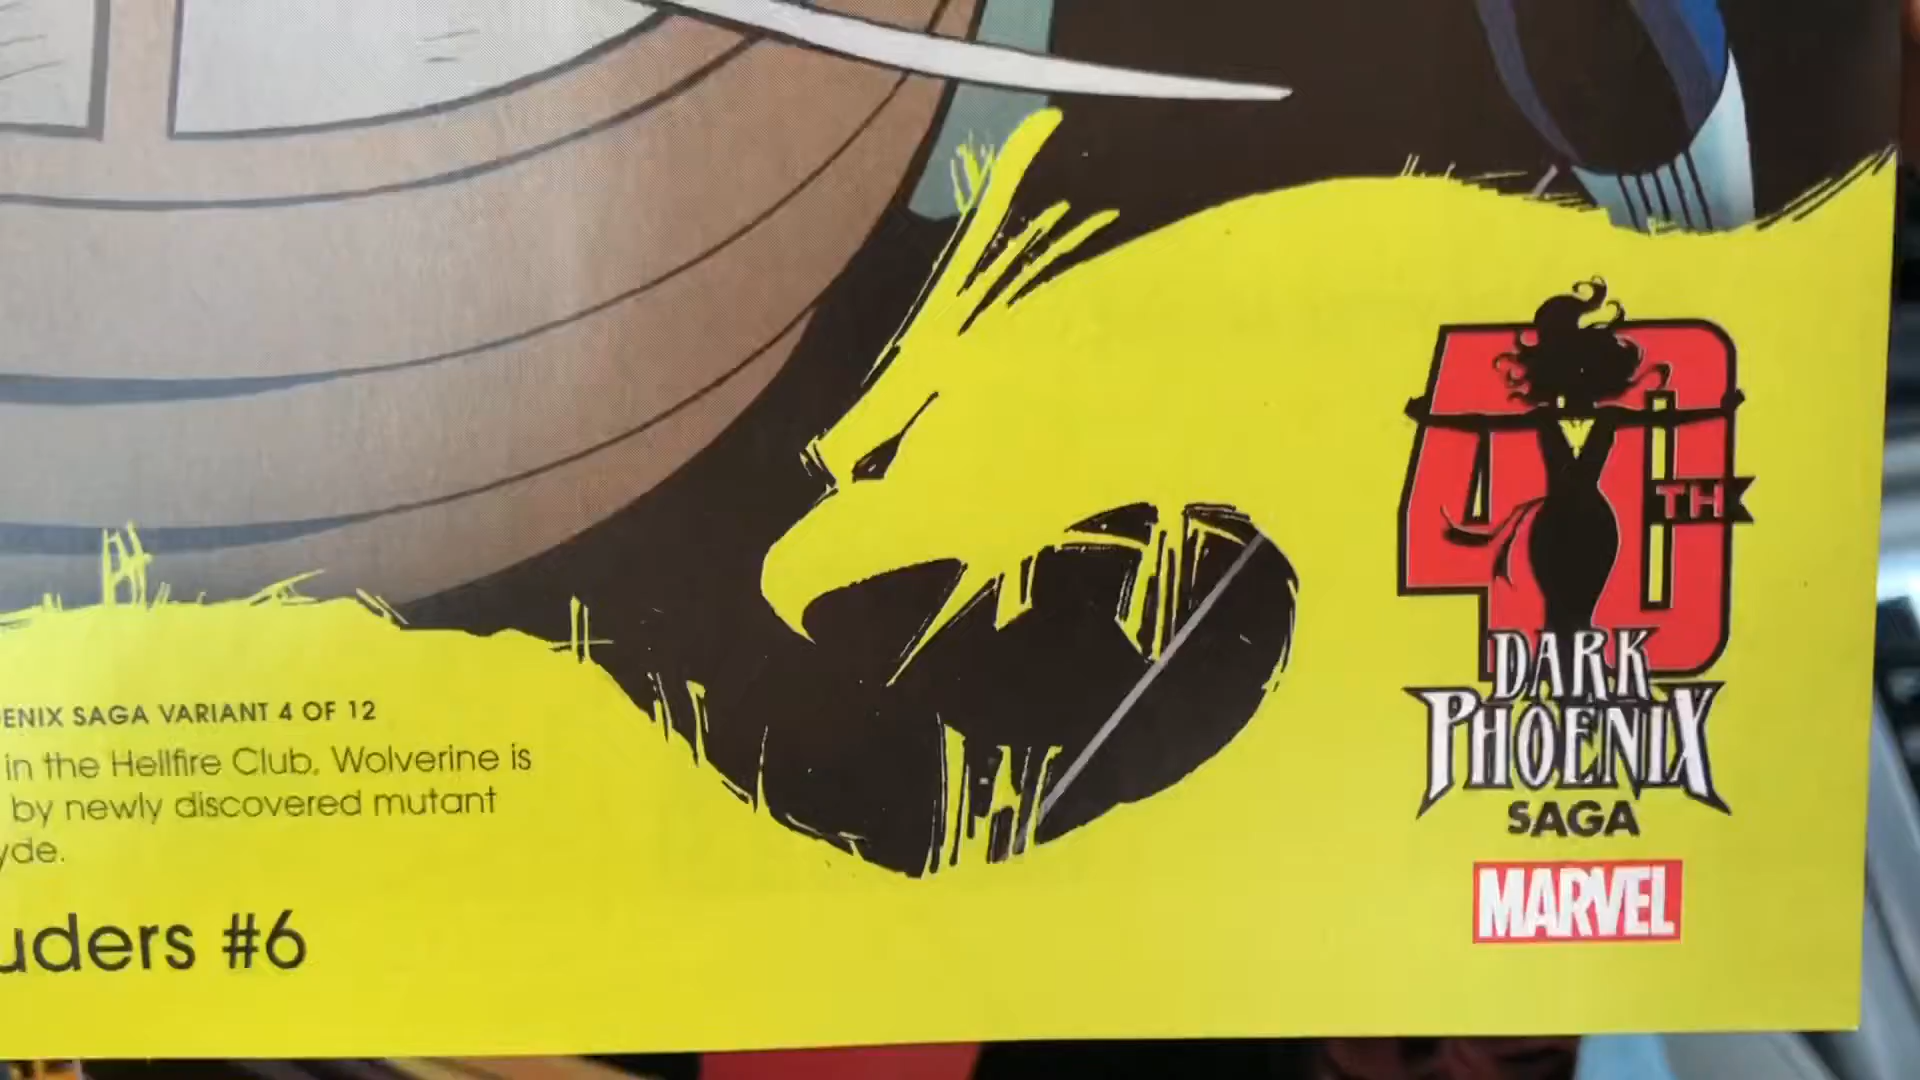 ENIX SAGA VARIANT 4 OF 12
in the Hellfire Club, Wolverine is
by newly discovered mutant
yde.
uders #6
40TH
DARK
PHOENIX
SAGA
MARVEL